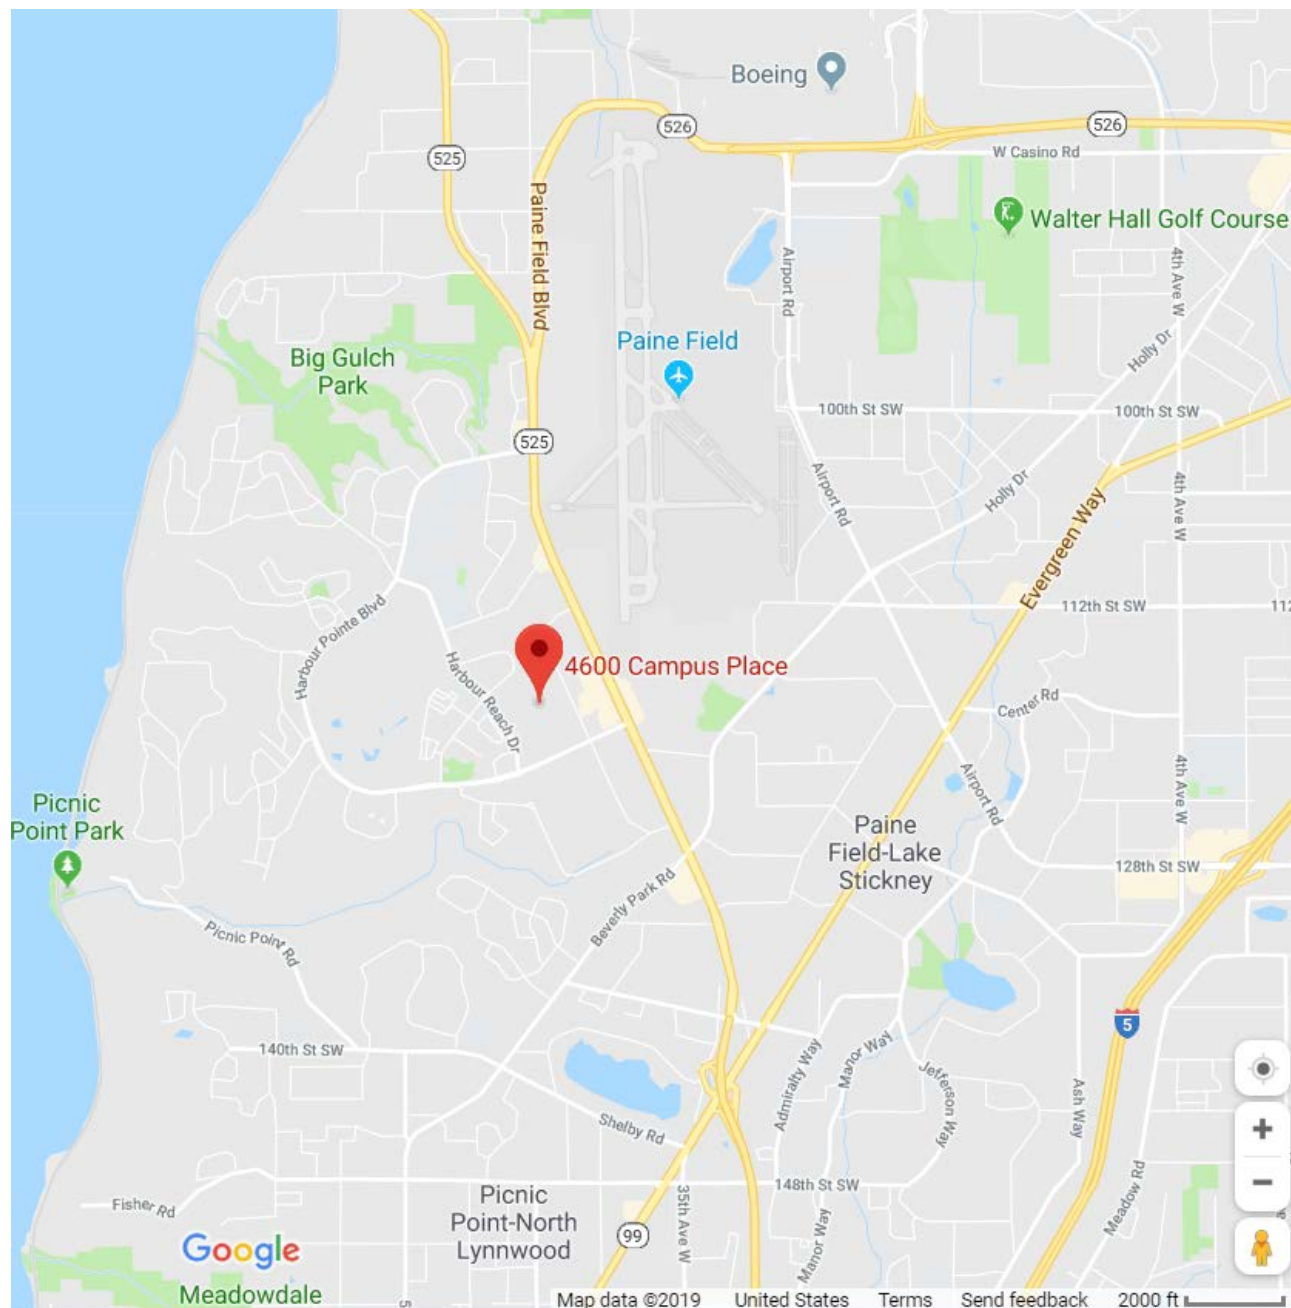 Boeing
526
526
525
W Casino Rd
Paine Field Blvd
Walter Hall Golf Course
Airport Rd
4th Ave W
Holly Dr
Paine Field
Big Gulch
Park
100th St SW
100th St SW
525
Airport Rd
Holly Dr
4th Ave W
Evergreen Way
112th St SW
112
Harbour Pointe Blvd
4600 Campus Place
Harbour Reach Dr
Center Rd
Airport Rd
4th Ave W
Picnic
Point Park
Paine
Field-Lake
Stickney
128th St SW
Beverly Park Rd
Picnic Point Rd
5
140th St SW
Admiralty Way
Manor Way
Jefferson Way
Ash Way
Shelby Rd
148th St SW
35th Ave W
Manor Way
Meadow Rd
Fisher Rd
Picnic
Point-North
Lynnwood
99
Google
Meadowdale
5
Map data ©2019 United States Terms Send feedback 2000 ft